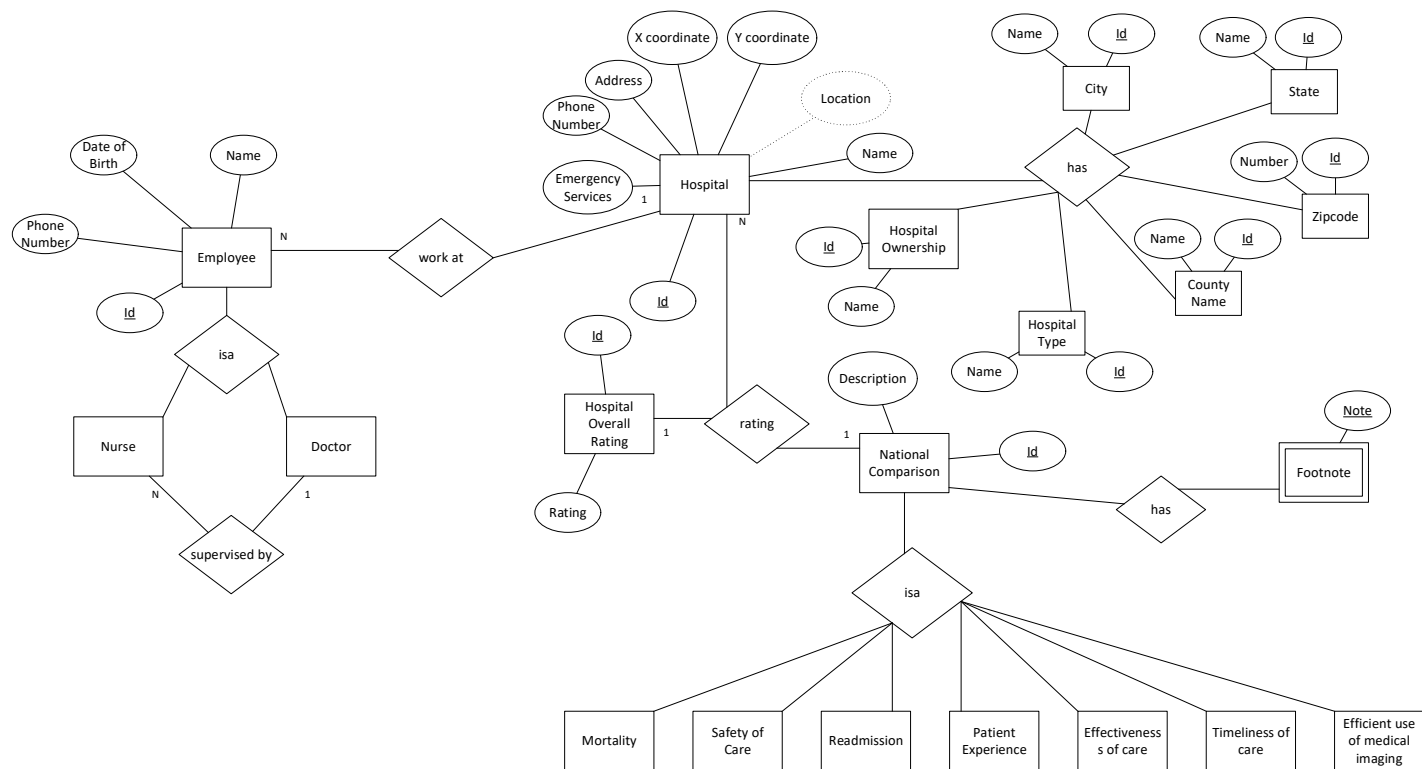 X coordinate
Y coordinate
Name
Id
Name
Id
Address
Location
City
State
Phone
Number
Date of
Birth
Name
Name
Number
Id
has
Emergency
Services
1
Hospital
N
Zipcode
Phone
Number
N
Employee
work at
Id
Hospital
Ownership
Name
Id
County
Name
Id
Id
Name
Hospital
Type
isa
Id
Name
Id
Description
Note
Hospital
Overall
Rating
1
rating
1
Nurse
Doctor
National
Comparison
Id
Footnote
N
1
Rating
has
supervised by
isa
Mortality
Safety of
Care
Readmission
Patient
Experience
Effectivenes
s of care
Timeliness of
care
Efficient use
of medical
imaging